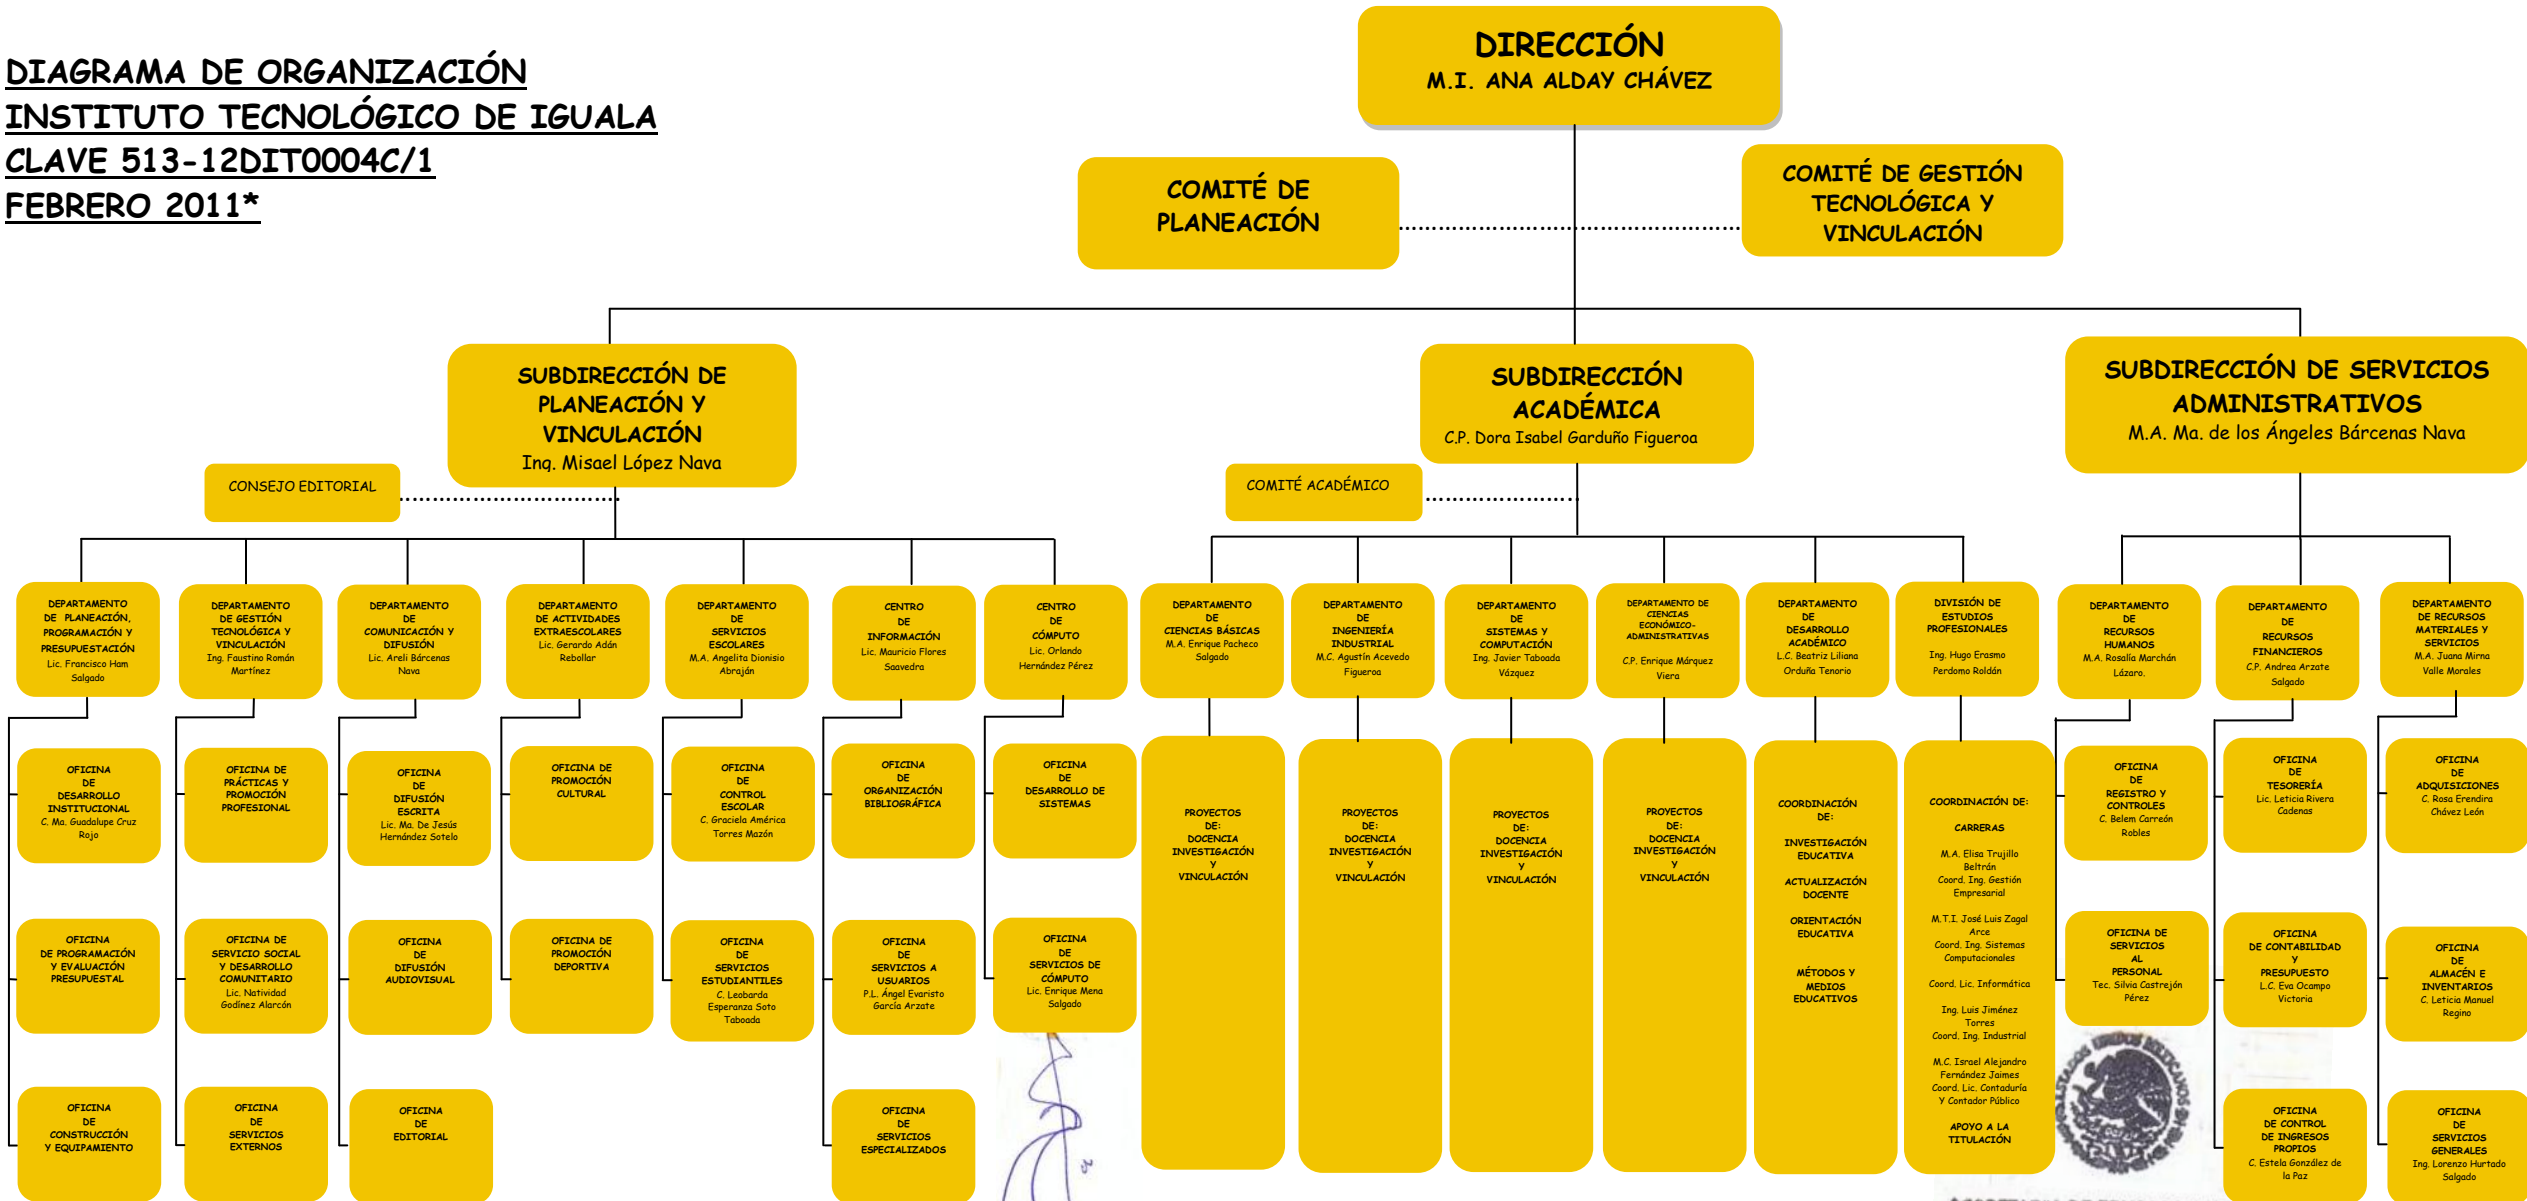 DIAGRAMA DE ORGANIZACIÓN
INSTITUTO TECNOLÓGICO DE IGUALA
CLAVE 513-12DIT0004C/1
FEBRERO 2011*
DIRECCIÓN
M.I. ANA ALDAY CHÁVEZ
COMITÉ DE
PLANEACIÓN
COMITÉ DE GESTIÓN
TECNOLÓGICA Y
VINCULACIÓN
SUBDIRECCIÓN DE
PLANEACIÓN Y
VINCULACIÓN
Ing. Misael López Nava
SUBDIRECCIÓN
ACADÉMICA
C.P. Dora Isabel Garduño Figueroa
SUBDIRECCIÓN DE SERVICIOS
ADMINISTRATIVOS
M.A. Ma. de los Ángeles Bárcenas Nava
CONSEJO EDITORIAL
COMITÉ ACADÉMICO
DEPARTAMENTO
DE PLANEACIÓN,
PROGRAMACIÓN Y
PRESUPUESTACIÓN
Lic. Francisco Ham
Salgado
DEPARTAMENTO
DE GESTIÓN
TECNOLÓGICA Y
VINCULACIÓN
Ing. Faustino Román
Martínez
DEPARTAMENTO
DE
COMUNICACIÓN Y
DIFUSIÓN
Lic. Areli Bárcenas
Nava
DEPARTAMENTO
DE ACTIVIDADES
EXTRAESCOLARES
Lic. Gerardo Adán
Rebollar
DEPARTAMENTO
DE
SERVICIOS
ESCOLARES
M.A. Angelita Dionisio
Abraján
CENTRO
DE
INFORMACIÓN
Lic. Mauricio Flores
Saavedra
CENTRO
DE
CÓMPUTO
Lic. Orlando
Hernández Pérez
DEPARTAMENTO
DE
CIENCIAS BÁSICAS
M.A. Enrique Pacheco
Salgado
DEPARTAMENTO
DE
INGENIERÍA
INDUSTRIAL
M.C. Agustín Acevedo
Figueroa
DEPARTAMENTO
DE
SISTEMAS Y
COMPUTACIÓN
Ing. Javier Taboada
Vázquez
DEPARTAMENTO DE
CIENCIAS
ECONÓMICO-
ADMINISTRATIVAS
C.P. Enrique Márquez
Viera
DEPARTAMENTO
DE
DESARROLLO
ACADÉMICO
L.C. Beatriz Liliana
Orduña Tenorio
DIVISIÓN DE
ESTUDIOS
PROFESIONALES
Ing. Hugo Erasmo
Perdomo Roldán
DEPARTAMENTO
DE
RECURSOS
HUMANOS
M.A. Rosalía Marchán
Lázaro.
DEPARTAMENTO
DE
RECURSOS
FINANCIEROS
C.P. Andrea Arzate
Salgado
DEPARTAMENTO
DE RECURSOS
MATERIALES Y
SERVICIOS
M.A. Juana Mirna
Valle Morales
OFICINA
DE
DESARROLLO
INSTITUCIONAL
C. Ma. Guadalupe Cruz
Rojo
OFICINA DE
PRÁCTICAS Y
PROMOCIÓN
PROFESIONAL
OFICINA
DE
DIFUSIÓN
ESCRITA
Lic. Ma. De Jesús
Hernández Sotelo
OFICINA DE
PROMOCIÓN
CULTURAL
OFICINA
DE
CONTROL
ESCOLAR
C. Graciela América
Torres Mazón
OFICINA
DE
ORGANIZACIÓN
BIBLIOGRÁFICA
OFICINA
DE
DESARROLLO DE
SISTEMAS
PROYECTOS
DE:
DOCENCIA
INVESTIGACIÓN
Y
VINCULACIÓN
PROYECTOS
DE:
DOCENCIA
INVESTIGACIÓN
Y
VINCULACIÓN
PROYECTOS
DE:
DOCENCIA
INVESTIGACIÓN
Y
VINCULACIÓN
PROYECTOS
DE:
DOCENCIA
INVESTIGACIÓN
Y
VINCULACIÓN
COORDINACIÓN
DE:
INVESTIGACIÓN
EDUCATIVA
ACTUALIZACIÓN
DOCENTE
ORIENTACIÓN
EDUCATIVA
MÉTODOS Y
MEDIOS
EDUCATIVOS
COORDINACIÓN DE:
CARRERAS
M.A. Elisa Trujillo
Beltrán
Coord. Ing. Gestión
Empresarial
M.T.I. José Luis Zagal
Arce
Coord. Ing. Sistemas
Computacionales
Coord. Lic. Informática
Ing. Luis Jiménez
Torres
Coord. Ing. Industrial
M.C. Israel Alejandro
Fernández Jaimes
Coord. Lic. Contaduría
Y Contador Público
APOYO A LA
TITULACIÓN
OFICINA
DE
REGISTRO Y
CONTROLES
C. Belem Carreón
Robles
OFICINA
DE
TESORERÍA
Lic. Leticia Rivera
Cadenas
OFICINA
DE
ADQUISICIONES
C. Rosa Erendira
Chávez León
OFICINA
DE PROGRAMACIÓN
Y EVALUACIÓN
PRESUPUESTAL
OFICINA DE
SERVICIO SOCIAL
Y DESARROLLO
COMUNITARIO
Lic. Natividad
Godínez Alarcón
OFICINA
DE
DIFUSIÓN
AUDIOVISUAL
OFICINA DE
PROMOCIÓN
DEPORTIVA
OFICINA
DE
SERVICIOS
ESTUDIANTILES
C. Leobarda
Esperanza Soto
Taboada
OFICINA
DE
SERVICIOS A
USUARIOS
P.L. Ángel Evaristo
García Arzate
OFICINA
DE
SERVICIOS DE
CÓMPUTO
Lic. Enrique Mena
Salgado
OFICINA DE
SERVICIOS
AL
PERSONAL
Tec. Silvia Castrejón
Pérez
OFICINA
DE CONTABILIDAD
Y
PRESUPUESTO
L.C. Eva Ocampo
Victoria
OFICINA
DE
ALMACÉN E
INVENTARIOS
C. Leticia Manuel
Regino
OFICINA
DE
CONSTRUCCIÓN
Y EQUIPAMIENTO
OFICINA
DE
SERVICIOS
EXTERNOS
OFICINA
DE
EDITORIAL
OFICINA
DE
SERVICIOS
ESPECIALIZADOS
OFICINA
DE CONTROL
DE INGRESOS
PROPIOS
C. Estela González de
la Paz
OFICINA
DE
SERVICIOS
GENERALES
Ing. Lorenzo Hurtado
Salgado
ESTADOS UNIDOS MEXICANOS